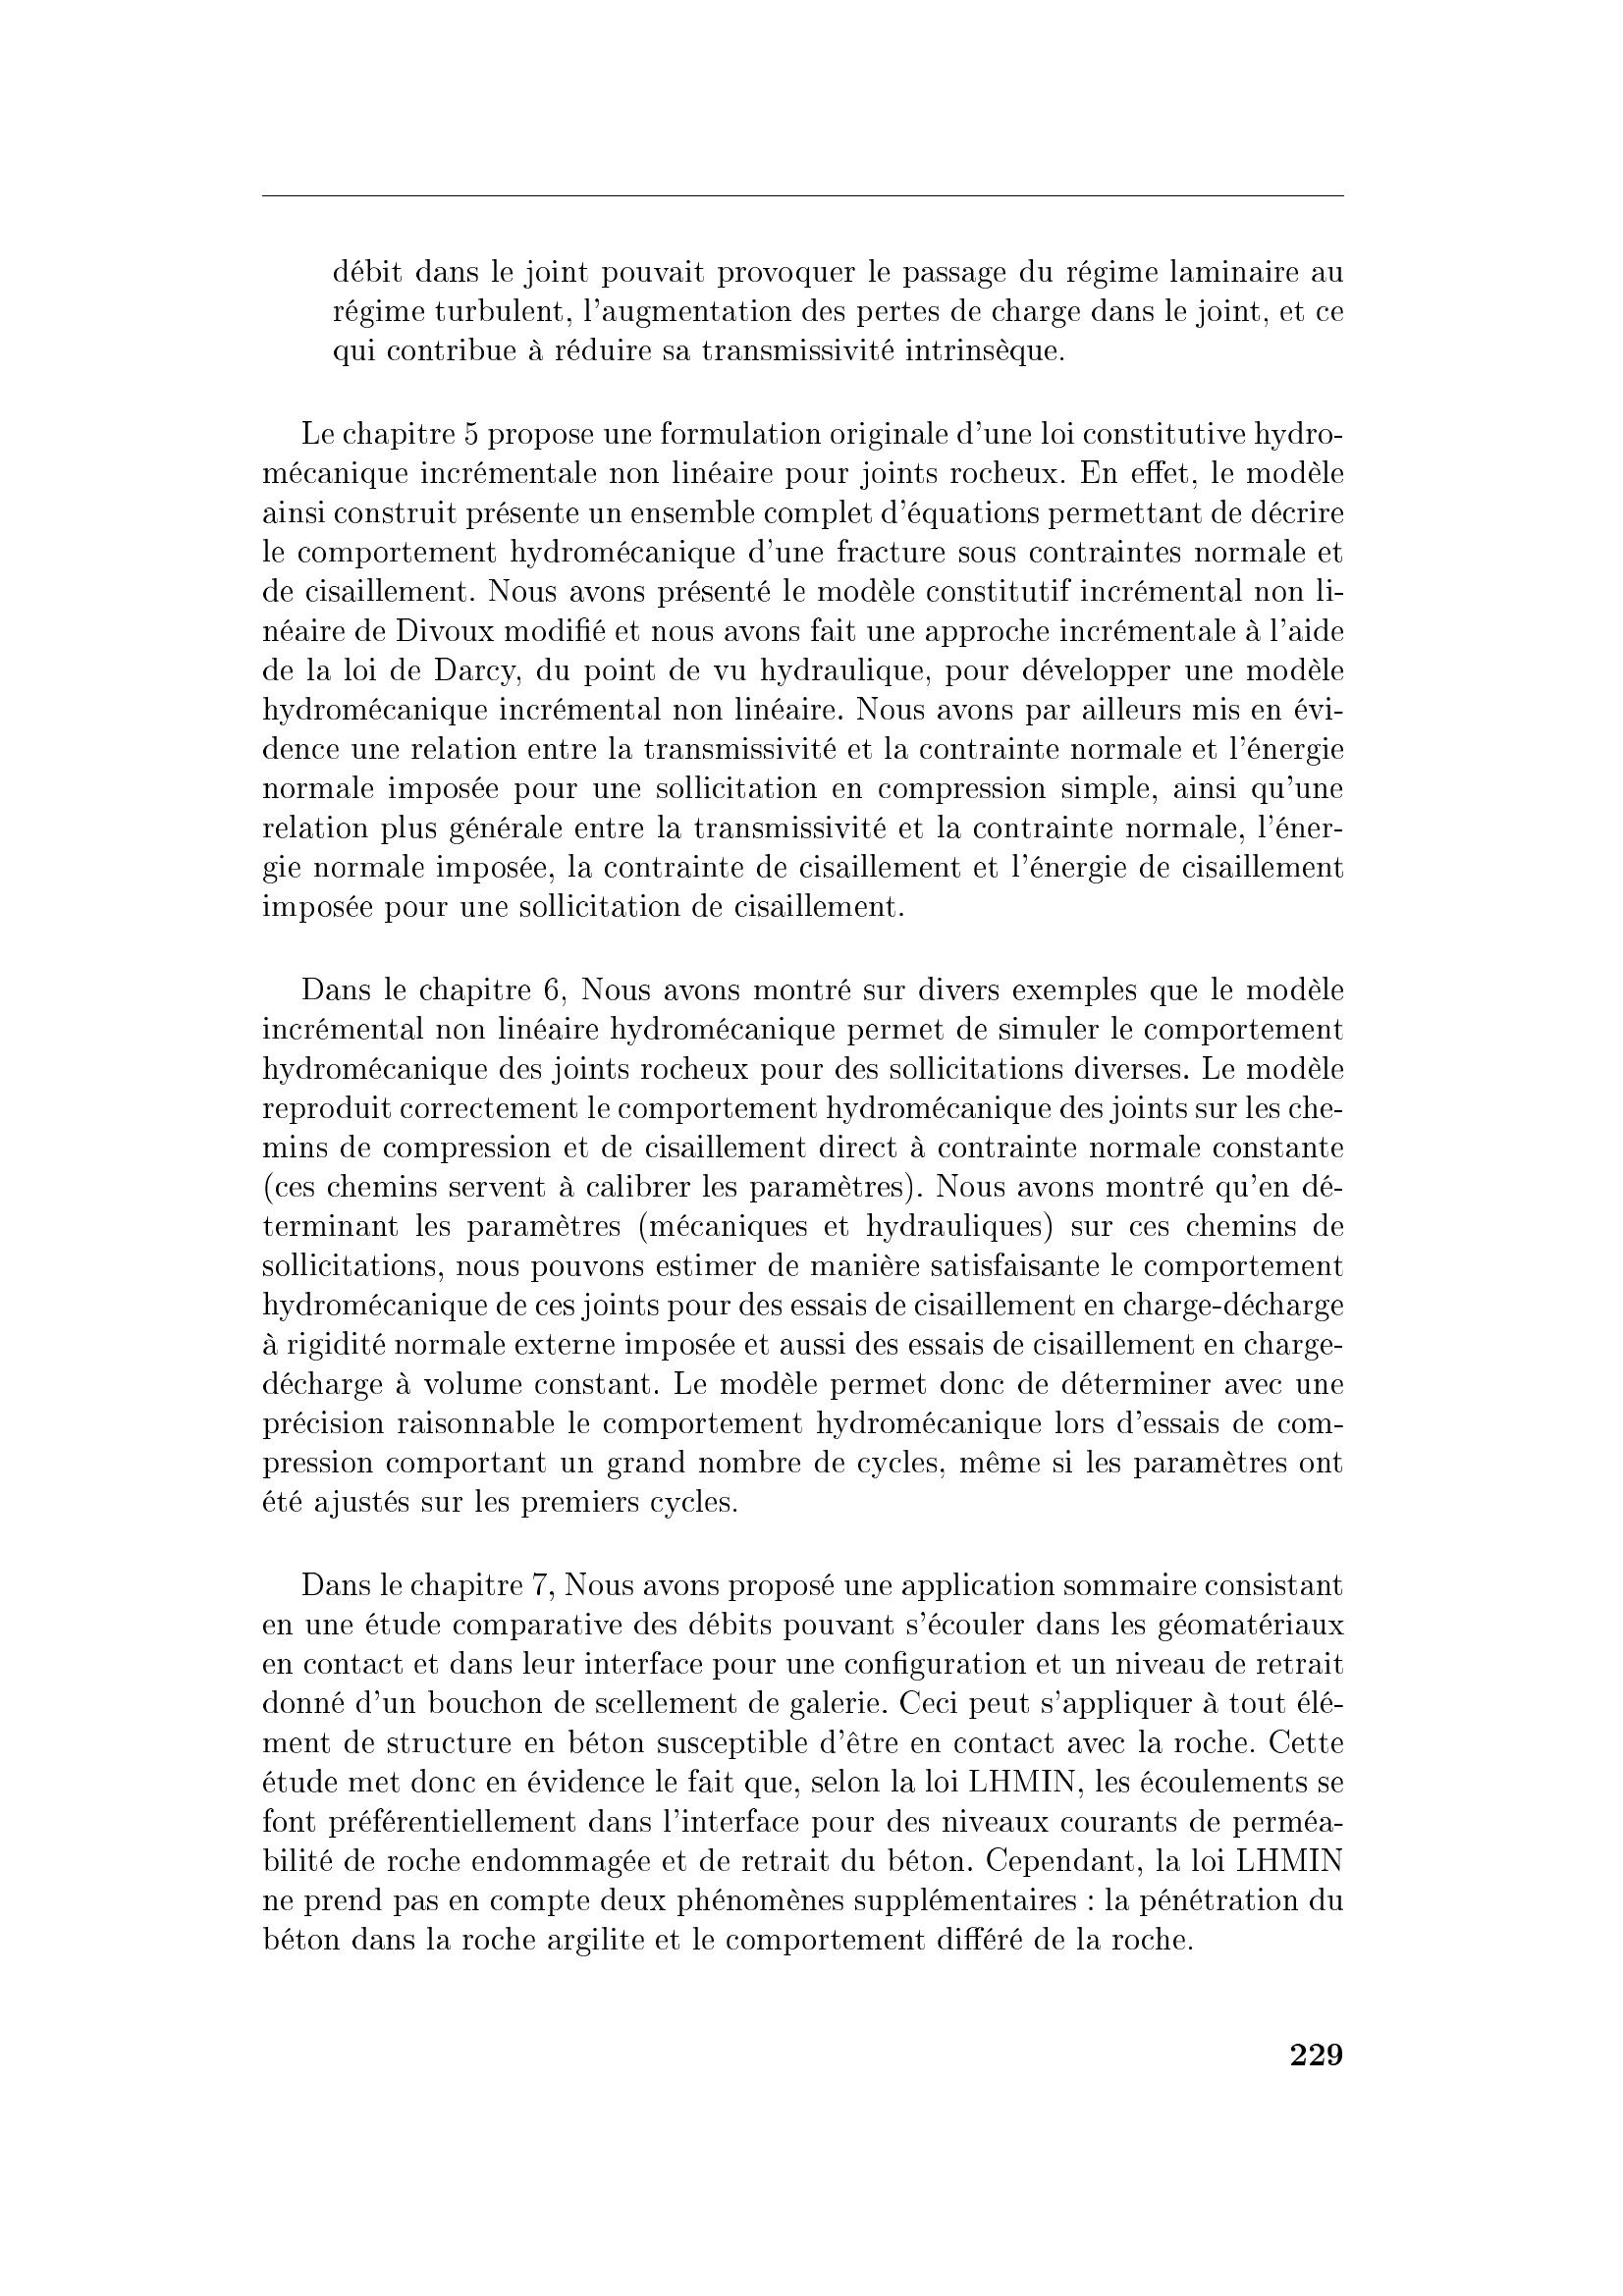 débit dans le joint pouvait provoquer le passage du régime laminaire au
régime turbulent, l'augmentation des pertes de charge dans le joint, et ce
qui contribue à réduire sa transmissivité intrinsèque.
Le chapitre 5 propose une formulation originale d'une loi constitutive hydro-
mécanique incrémentale non linéaire pour joints rocheux. En effet, le modèle
ainsi construit présente un ensemble complet d'équations permettant de décrire
le comportement hydromécanique d'une fracture sous contraintes normale et
de cisaillement. Nous avons présenté le modèle constitutif incrémental non li-
néaire de Divoux modifié et nous avons fait une approche incrémentale à l'aide
de la loi de Darcy, du point de vu hydraulique, pour développer une modèle
hydromécanique incrémental non linéaire. Nous avons par ailleurs mis en évi-
dence une relation entre la transmissivité et la contrainte normale et l'énergie
normale imposée pour une sollicitation en compression simple, ainsi qu'une
relation plus générale entre la transmissivité et la contrainte normale, l'éner-
gie normale imposée, la contrainte de cisaillement et l'énergie de cisaillement
imposée pour une sollicitation de cisaillement.
Dans le chapitre 6, Nous avons montré sur divers exemples que le modèle
incrémental non linéaire hydromécanique permet de simuler le comportement
hydromécanique des joints rocheux pour des sollicitations diverses. Le modèle
reproduit correctement le comportement hydromécanique des joints sur les che-
mins de compression et de cisaillement direct à contrainte normale constante
(ces chemins servent à calibrer les paramètres). Nous avons montré qu'en dé-
terminant les paramètres (mécaniques et hydrauliques) sur ces chemins de
sollicitations, nous pouvons estimer de manière satisfaisante le comportement
hydromécanique de ces joints pour des essais de cisaillement en charge-décharge
à rigidité normale externe imposée et aussi des essais de cisaillement en charge-
décharge à volume constant. Le modèle permet donc de déterminer avec une
précision raisonnable le comportement hydromécanique lors d'essais de com-
pression comportant un grand nombre de cycles, même si les paramètres ont
été ajustés sur les premiers cycles.
Dans le chapitre 7, Nous avons proposé une application sommaire consistant
en une étude comparative des débits pouvant s'écouler dans les géomatériaux
en contact et dans leur interface pour une configuration et un niveau de retrait
donné d'un bouchon de scellement de galerie. Ceci peut s'appliquer à tout élé-
ment de structure en béton susceptible d'être en contact avec la roche. Cette
étude met donc en évidence le fait que, selon la loi LHMIN, les écoulements se
font préférentiellement dans l'interface pour des niveaux courants de perméa-
bilité de roche endommagée et de retrait du béton. Cependant, la loi LHMIN
ne prend pas en compte deux phénomènes supplémentaires : la pénétration du
béton dans la roche argilite et le comportement différé de la roche.
229